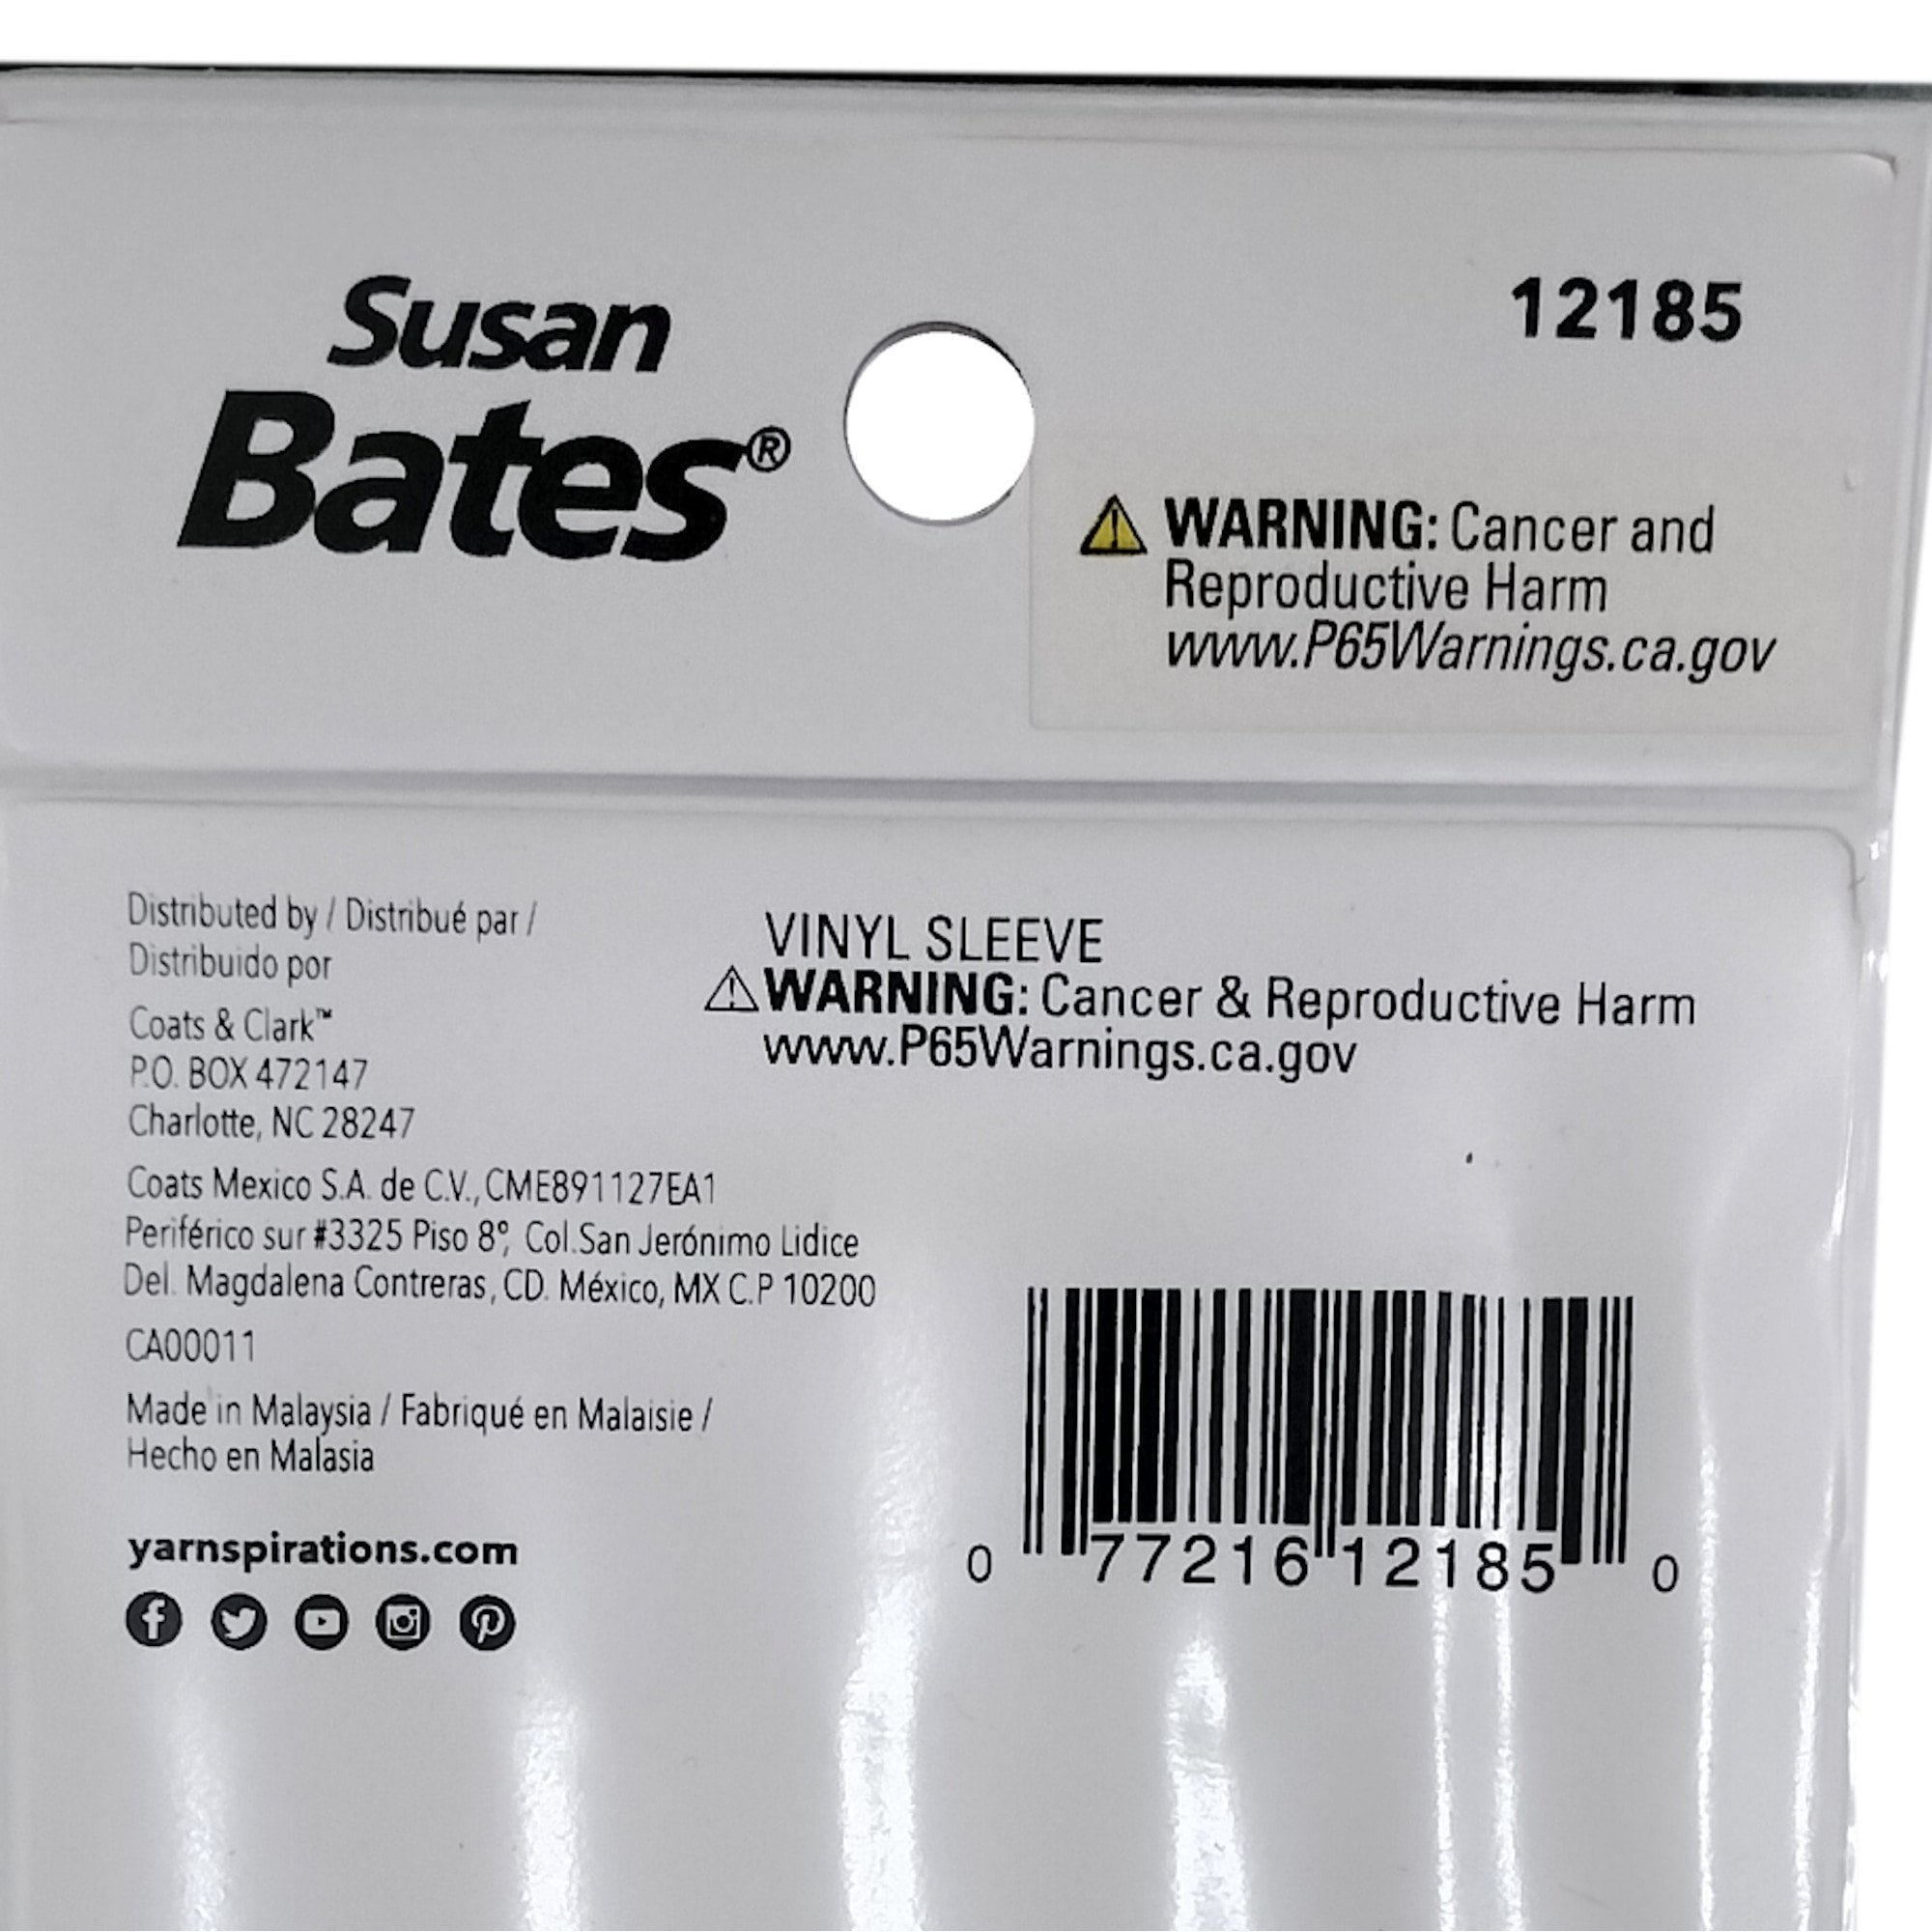 Susan
Bates®
12185
WARNING: Cancer and
Reproductive Harm
www.P65Warnings.ca.gov
Distributed by / Distribué par /
Distribuido por
Coats & Clark™
P.O. BOX 472147
Charlotte, NC 28247
Coats Mexico S.A. de C.V., CME891127EA1
Periférico sur #3325 Piso 8°, Col.San Jerónimo Lidice
Del. Magdalena Contreras, CD. México, MX C.P 10200
CA00011
Made in Malaysia / Fabriqué en Malaisie /
Hecho en Malasia
yarnspirations.com
VINYL SLEEVE
WARNING: Cancer & Reproductive Harm
www.P65Warnings.ca.gov
0 77216 12185 0